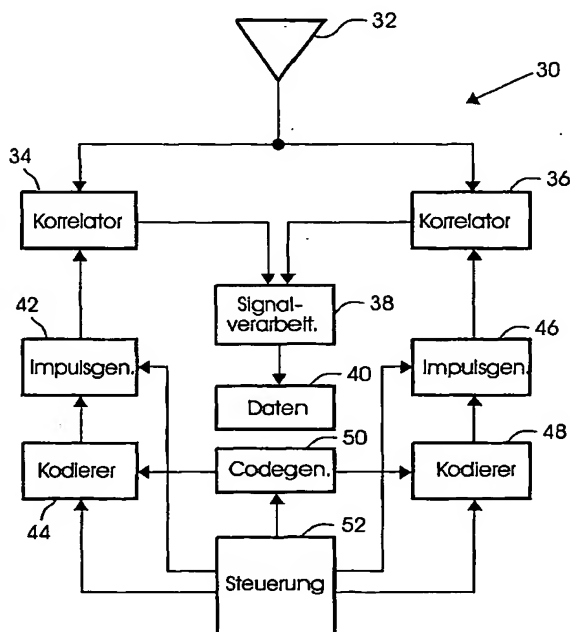 32
30
34
36
Korrelator
Korrelator
Signal-
verarbeit.
38
42
46
Impulsgen.
Impulsgen.
40
Daten
50
48
Kodierer
Codegen.
Kodierer
44
52
Steuerung